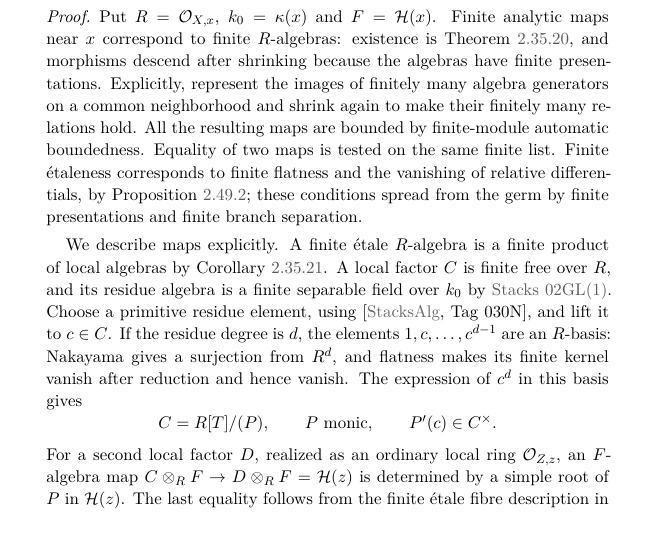 Proof. Put R = 𝒪_{X,x}, k_0 = κ(x) and F = ℋ(x). Finite analytic maps
near x correspond to finite R-algebras: existence is Theorem 2.35.20, and
morphisms descend after shrinking because the algebras have finite presen-
tations. Explicitly, represent the images of finitely many algebra generators
on a common neighborhood and shrink again to make their finitely many re-
lations hold. All the resulting maps are bounded by finite-module automatic
boundedness. Equality of two maps is tested on the same finite list. Finite
étaleness corresponds to finite flatness and the vanishing of relative differen-
tials, by Proposition 2.49.2; these conditions spread from the germ by finite
presentations and finite branch separation.
We describe maps explicitly. A finite étale R-algebra is a finite product
of local algebras by Corollary 2.35.21. A local factor C is finite free over R,
and its residue algebra is a finite separable field over k_0 by Stacks 02GL(1).
Choose a primitive residue element, using [StacksAlg, Tag 030N], and lift it
to c ∈ C. If the residue degree is d, the elements 1, c, . . . , c^{d−1} are an R-basis:
Nakayama gives a surjection from R^d, and flatness makes its finite kernel
vanish after reduction and hence vanish. The expression of c^d in this basis
gives
C = R[T]/(P), P monic, P′(c) ∈ C^×.
For a second local factor D, realized as an ordinary local ring 𝒪_{Z,z}, an F-
algebra map C ⊗_R F → D ⊗_R F = ℋ(z) is determined by a simple root of
P in ℋ(z). The last equality follows from the finite étale fibre description in